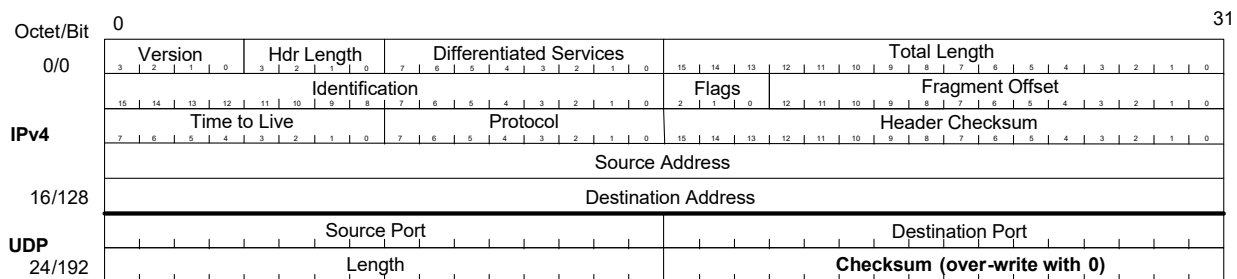 Octet/Bit 0 31
0/0 Version Hdr Length Differentiated Services Total Length
3 2 1 0 3 2 1 0 7 6 5 4 3 2 1 0 15 14 13 12 11 10 9 8 7 6 5 4 3 2 1 0
Identification Flags Fragment Offset
15 14 13 12 11 10 9 8 7 6 5 4 3 2 1 0 2 1 0 12 11 10 9 8 7 6 5 4 3 2 1 0
IPv4 Time to Live Protocol Header Checksum
7 6 5 4 3 2 1 0 7 6 5 4 3 2 1 0 15 14 13 12 11 10 9 8 7 6 5 4 3 2 1 0
Source Address
16/128 Destination Address
UDP Source Port Destination Port
24/192 Length Checksum (over-write with 0)